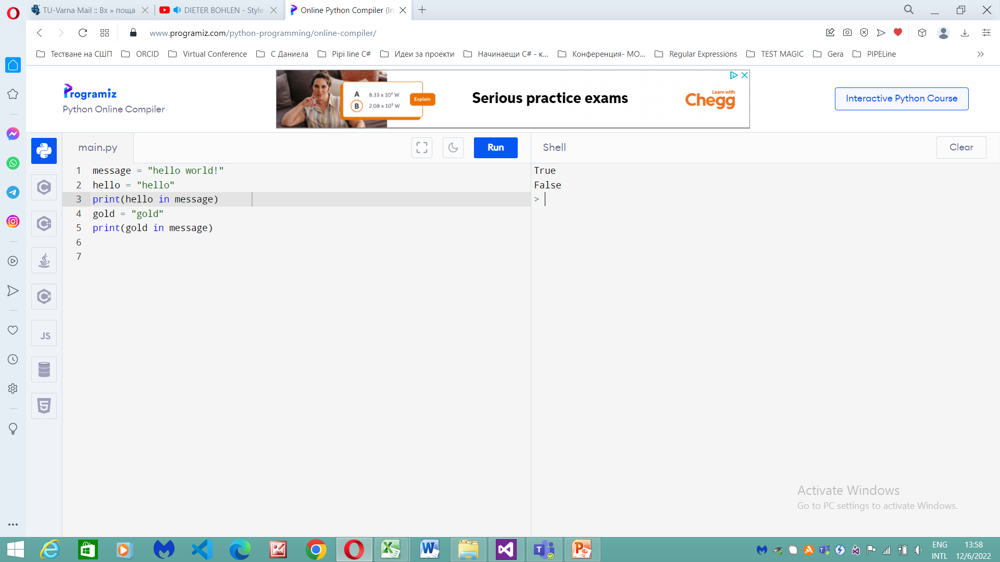 TU-Varna Mail :: Вх » поща
DIETER BOHLEN - Style
Online Python Compiler (In
www.programiz.com/python-programming/online-compiler/
Тестване на СШП
ORCID
Virtual Conference
С Даниела
Pipi line C#
Идеи за проекти
Начинаещи C# - к...
Конференция- МО...
Regular Expressions
TEST MAGIC
Gera
PIPELine
Programiz
Python Online Compiler
A 8.33 x 10² W
B 2.08 x 10³ W
Explain
Serious practice exams
Learn with
Chegg
Interactive Python Course
main.py
Run
Shell
Clear
1 message = "hello world!"
2 hello = "hello"
3 print(hello in message)
4 gold = "gold"
5 print(gold in message)
6
7
True
False
>
JS
Activate Windows
Go to PC settings to activate Windows.
ENG
INTL
13:58
12/6/2022